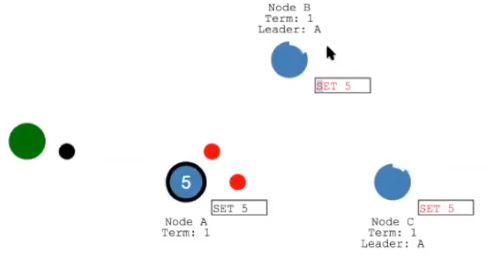 Node B
Term: 1
Leader: A
SET 5
5
SET 5
Node A
Term: 1
SET 5
Node C
Term: 1
Leader: A